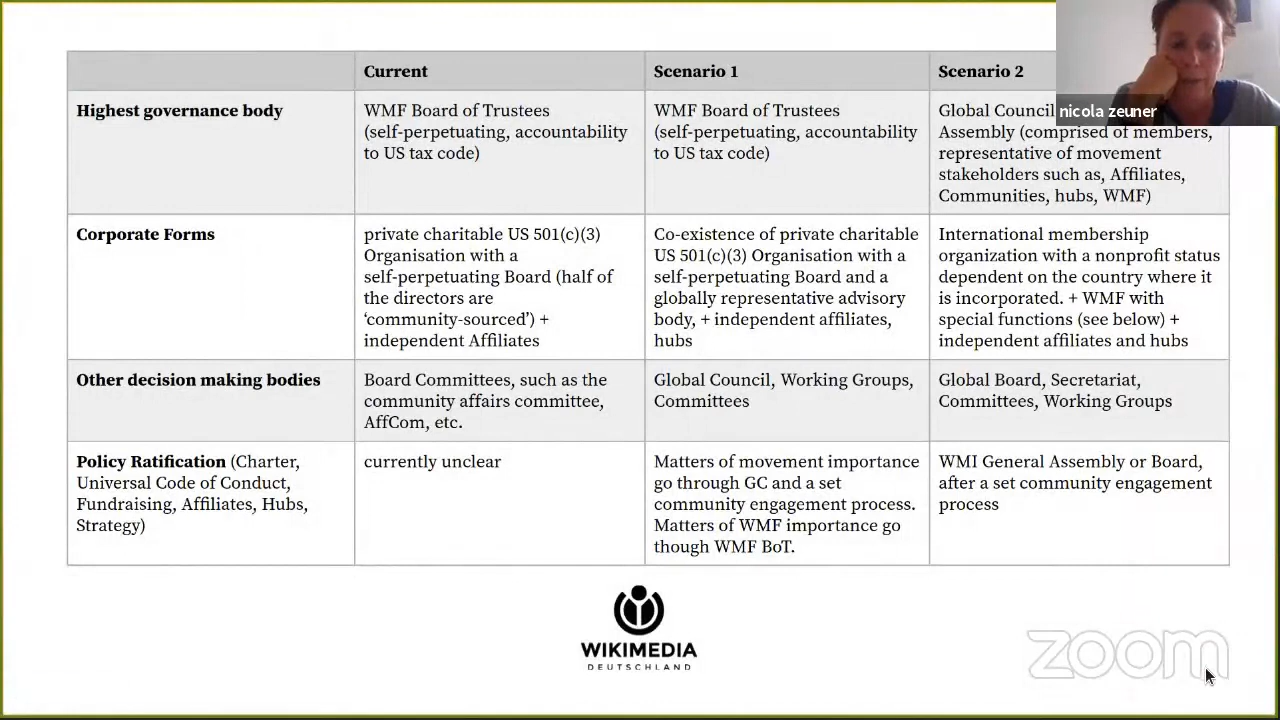 Current
Scenario 1
Scenario 2
nicola zeuner
Highest governance body
WMF Board of Trustees
(self-perpetuating, accountability
to US tax code)
WMF Board of Trustees
(self-perpetuating, accountability
to US tax code)
Global Council
Assembly (comprised of members,
representative of movement
stakeholders such as, Affiliates,
Communities, hubs, WMF)
Corporate Forms
private charitable US 501(c)(3)
Organisation with a
self-perpetuating Board (half of
the directors are
‘community-sourced’) +
independent Affiliates
Co-existence of private charitable
US 501(c)(3) Organisation with a
self-perpetuating Board and a
globally representative advisory
body, + independent affiliates,
hubs
International membership
organization with a nonprofit status
dependent on the country where it
is incorporated. + WMF with
special functions (see below) +
independent affiliates and hubs
Other decision making bodies
Board Committees, such as the
community affairs committee,
AffCom, etc.
Global Council, Working Groups,
Committees
Global Board, Secretariat,
Committees, Working Groups
Policy Ratification (Charter,
Universal Code of Conduct,
Fundraising, Affiliates, Hubs,
Strategy)
currently unclear
Matters of movement importance
go through GC and a set
community engagement process.
Matters of WMF importance go
though WMF BoT.
WMI General Assembly or Board,
after a set community engagement
process
WIKIMEDIA
DEUTSCHLAND
zoom